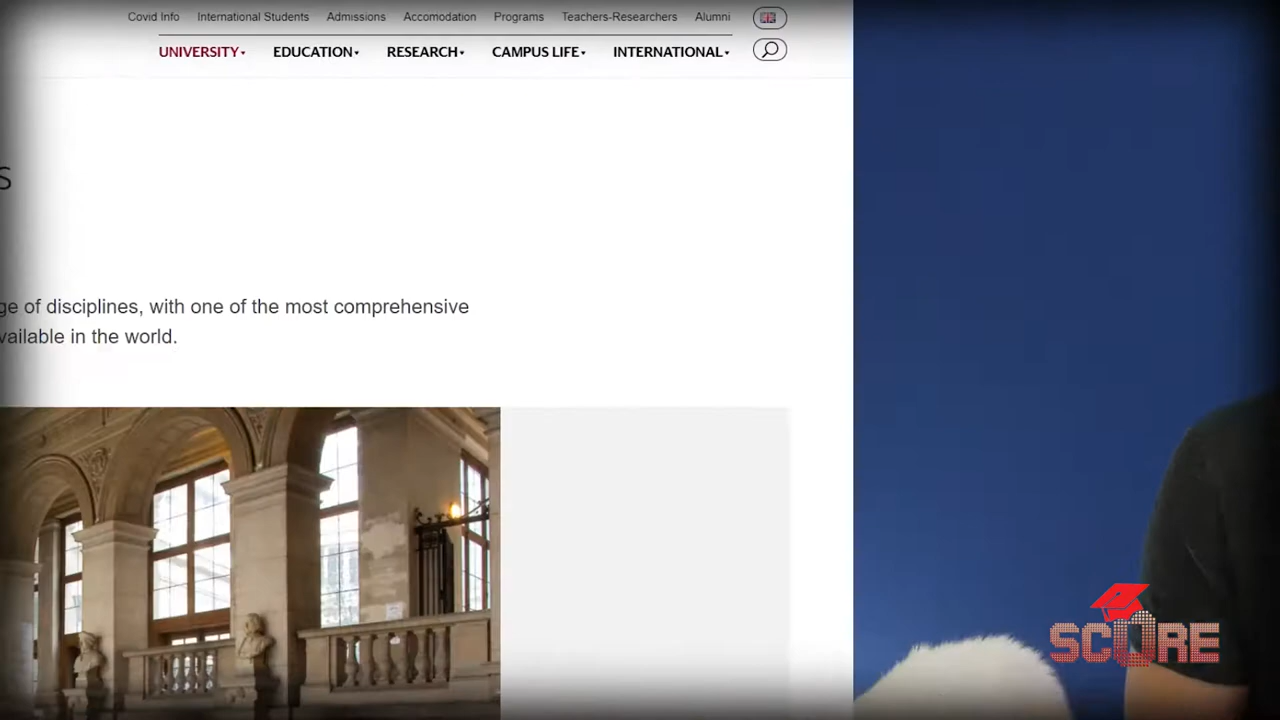 Covid Info International Students Admissions Accomodation Programs Teachers-Researchers Alumni
UNIVERSITY EDUCATION RESEARCH CAMPUS LIFE INTERNATIONAL
s
ge of disciplines, with one of the most comprehensive
vailable in the world.
SCORE